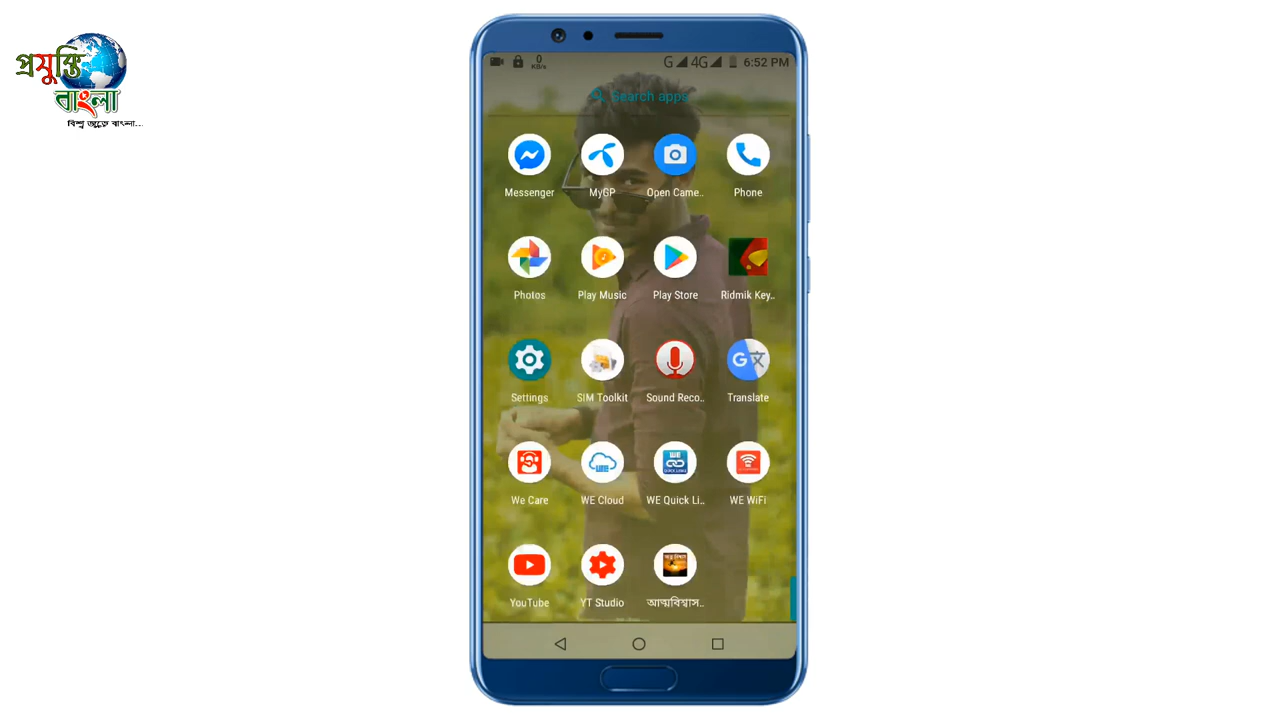 প্রযুক্তি
বাংলা
বিশ্ব জুড়ে বাংলা...
0
KB/s
G 4G 6:52 PM
Search apps
Messenger MyGP Open Came.. Phone
Photos Play Music Play Store Ridmik Key..
Settings SIM Toolkit Sound Reco.. Translate
We Care WE Cloud WE Quick Li.. WE WiFi
YouTube YT Studio আত্মবিশ্বাস..